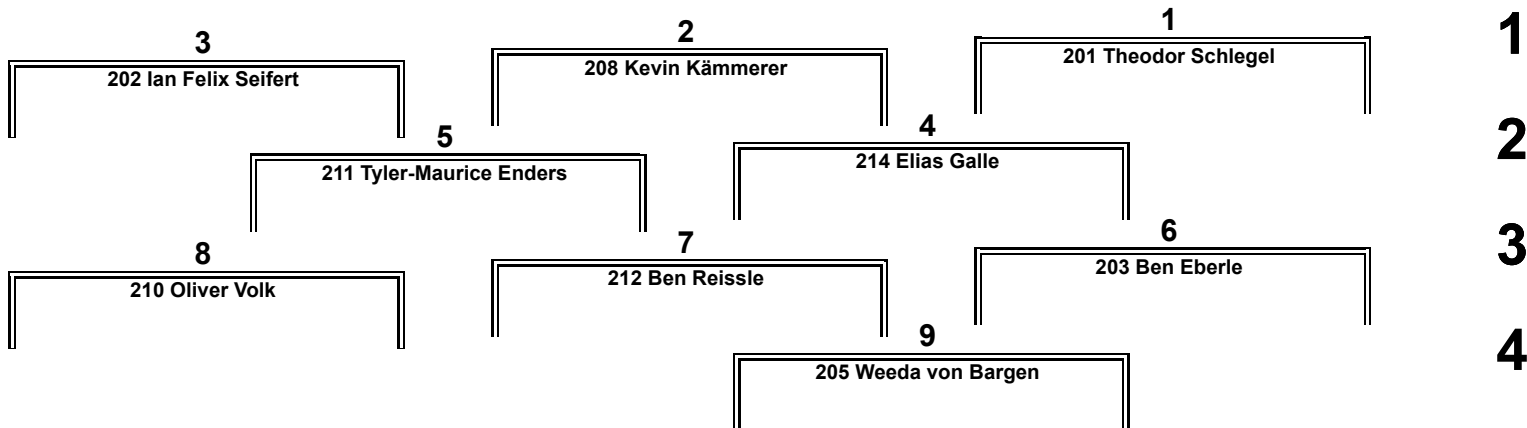 3 2 1 1
202 Ian Felix Seifert 208 Kevin Kämmerer 201 Theodor Schlegel
5 4 2
211 Tyler-Maurice Enders 214 Elias Galle
8 7 6 3
210 Oliver Volk 212 Ben Reissle 203 Ben Eberle
9 4
205 Weeda von Bargen